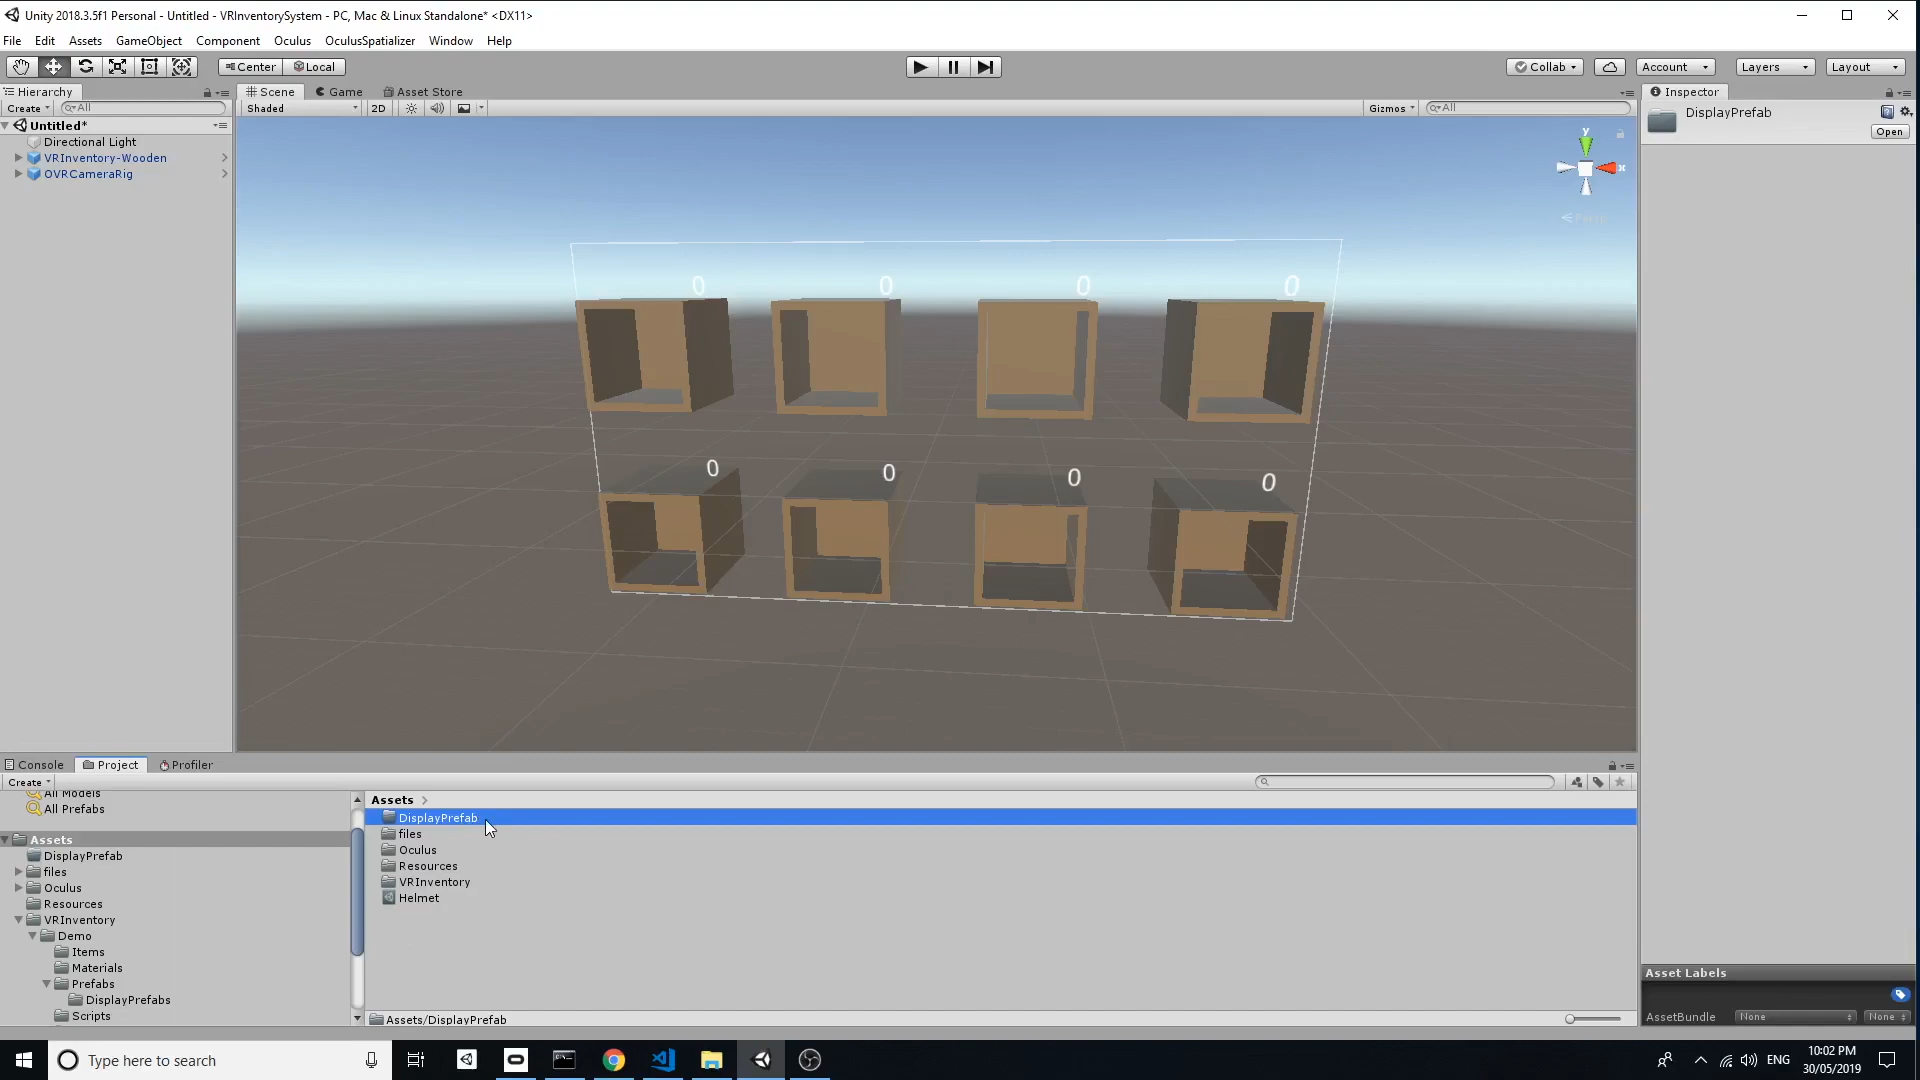 Unity 2018.3.5f1 Personal - Untitled - VRInventorySystem - PC, Mac & Linux Standalone* <DX11>
File Edit Assets GameObject Component Oculus OculusSpatializer Window Help
Center Local Collab Account Layers Layout
Hierarchy Scene Game Asset Store Inspector
Create All Shaded 2D Gizmos All
DisplayPrefab
Open
Untitled*
Directional Light
VRInventory-Wooden
OVRCameraRig
y
x
Persp
0 0 0 0
0 0 0 0
Console Project Profiler
Create
All Models
All Prefabs
Assets
DisplayPrefab
files
Oculus
Resources
VRInventory
Demo
Items
Materials
Prefabs
DisplayPrefabs
Scripts
Assets
DisplayPrefab
files
Oculus
Resources
VRInventory
Helmet
Assets/DisplayPrefab
Asset Labels
AssetBundle None None
Type here to search
ENG
10:02 PM
30/05/2019